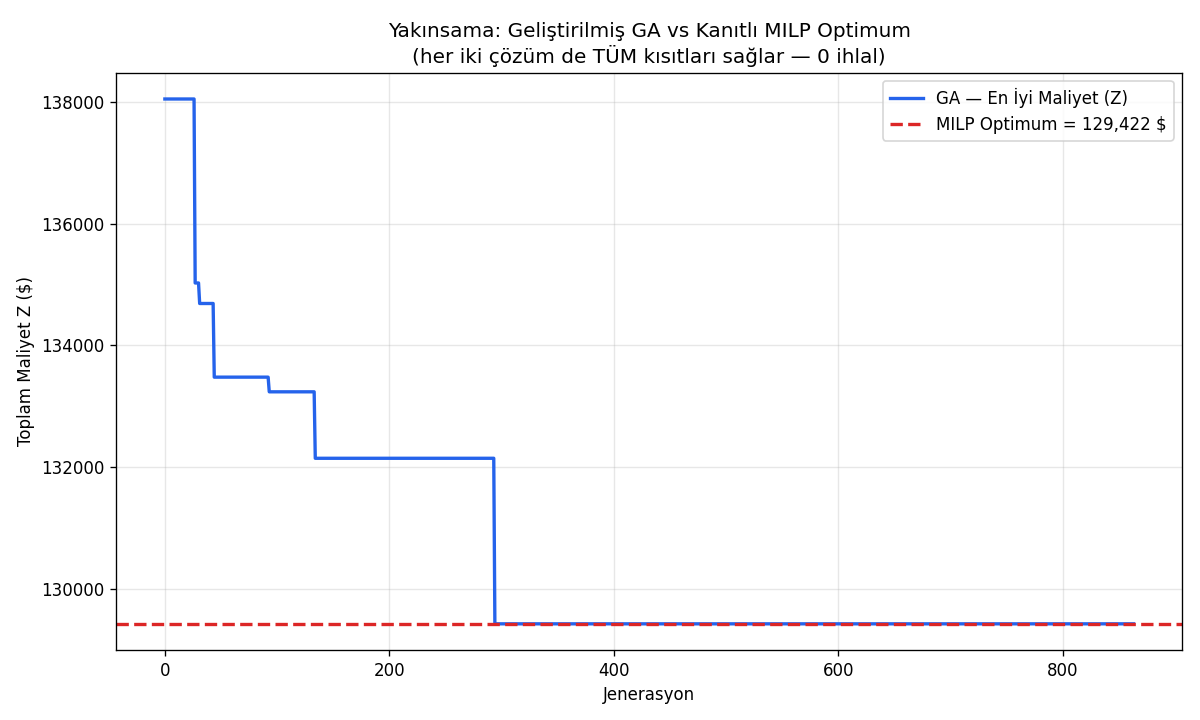 Yakınsama: Geliştirilmiş GA vs Kanıtlı MILP Optimum
(her iki çözüm de TÜM kısıtları sağlar — 0 ihlal)
GA — En İyi Maliyet (Z)
MILP Optimum = 129,422 $
Toplam Maliyet Z ($)
138000
136000
134000
132000
130000
0 200 400 600 800
Jenerasyon